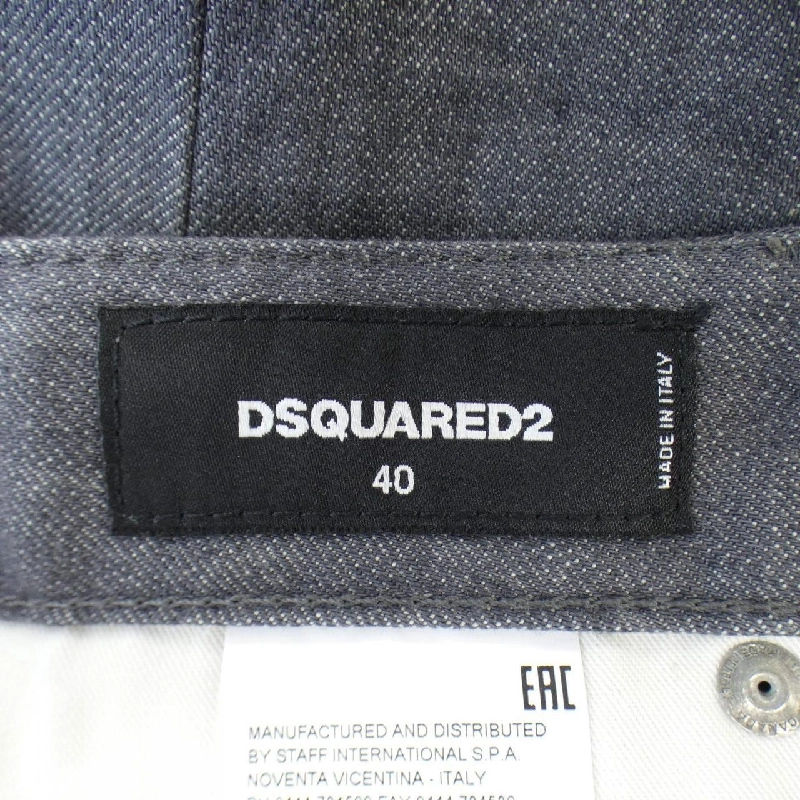 DSQUARED2
40
MADE IN ITALY
EAC
MANUFACTURED AND DISTRIBUTED
BY STAFF INTERNATIONAL S.P.A.
NOVENTA VICENTINA - ITALY